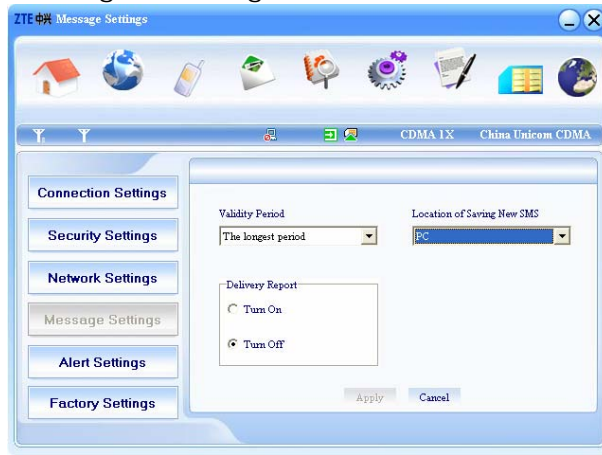 ZTE中兴 Message Settings
CDMA 1X China Unicom CDMA
Connection Settings
Security Settings
Network Settings
Message Settings
Alert Settings
Factory Settings
Validity Period
The longest period
Location of Saving New SMS
PC
Delivery Report
Turn On
Turn Off
Apply
Cancel